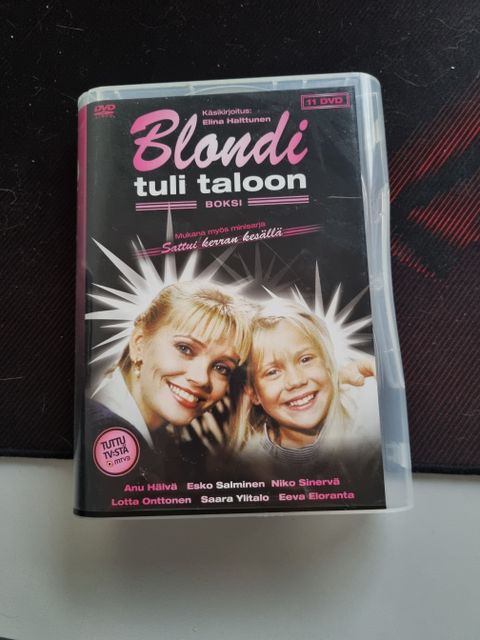 DVD
VIDEO
Käsikirjoitus:
Elina Halttunen
11 DVD
Blondi
tuli taloon
BOKSI
Mukana myös minisarja
Sattui kerran kesällä
TUTTU
TV:STÄ
MTV3
Anu Hälvä Esko Salminen Niko Sinervä
Lotta Onttonen Saara Ylitalo Eeva Eloranta